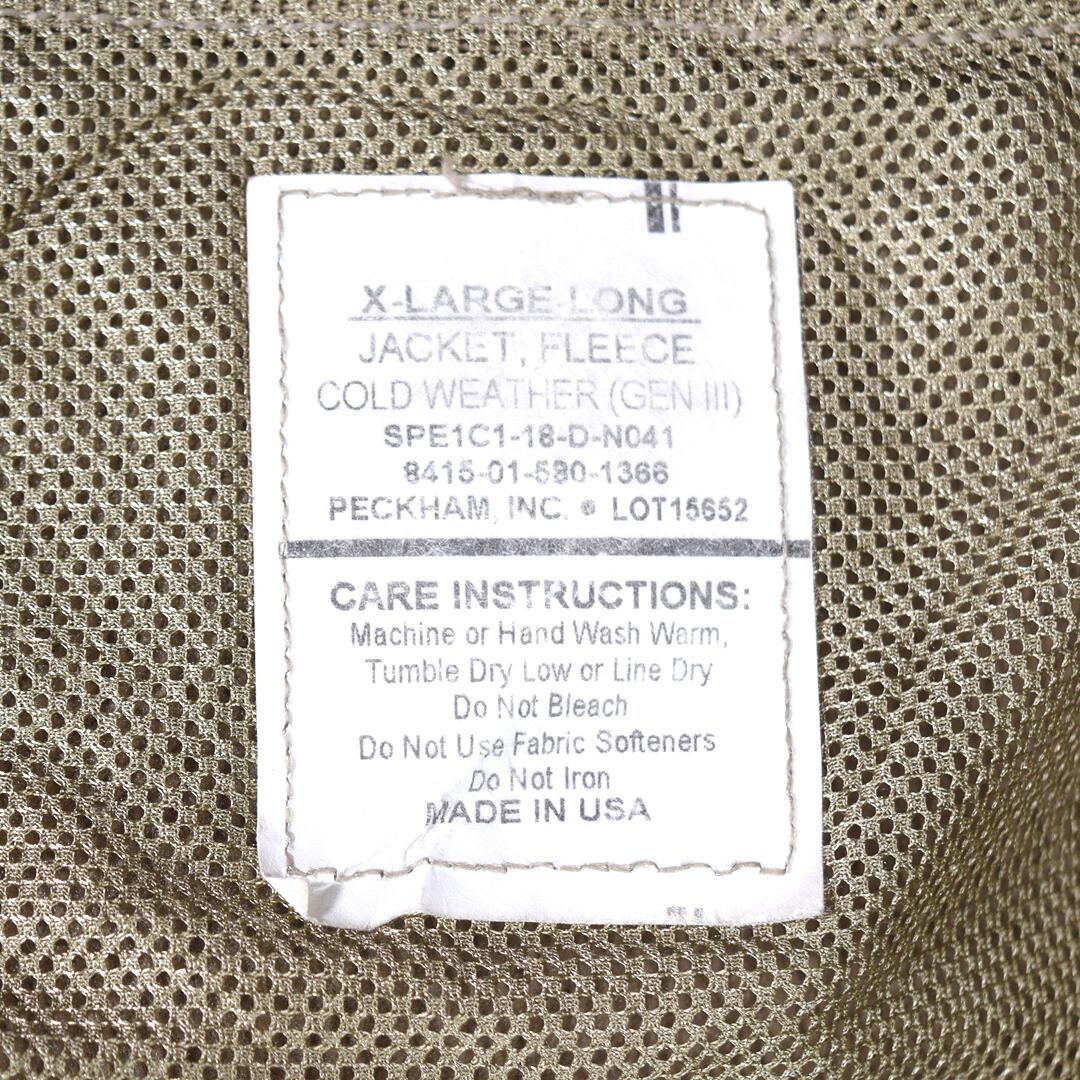 X-LARGE-LONG
JACKET, FLEECE
COLD WEATHER (GEN III)
SPE1C1-18-D-N041
8415-01-590-1366
PECKHAM, INC. • LOT15652
CARE INSTRUCTIONS:
Machine or Hand Wash Warm,
Tumble Dry Low or Line Dry
Do Not Bleach
Do Not Use Fabric Softeners
Do Not Iron
MADE IN USA